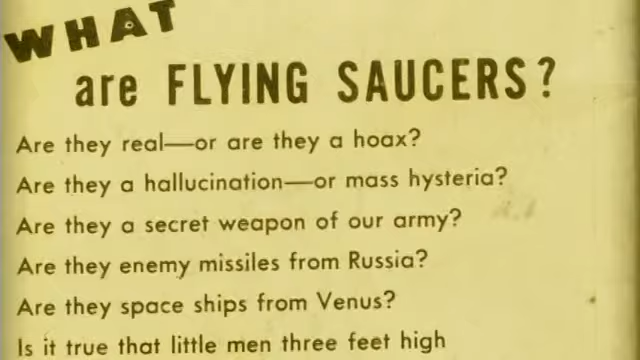 WHAT
are FLYING SAUCERS?
Are they real—or are they a hoax?
Are they a hallucination—or mass hysteria?
Are they a secret weapon of our army?
Are they enemy missiles from Russia?
Are they space ships from Venus?
Is it true that little men three feet high